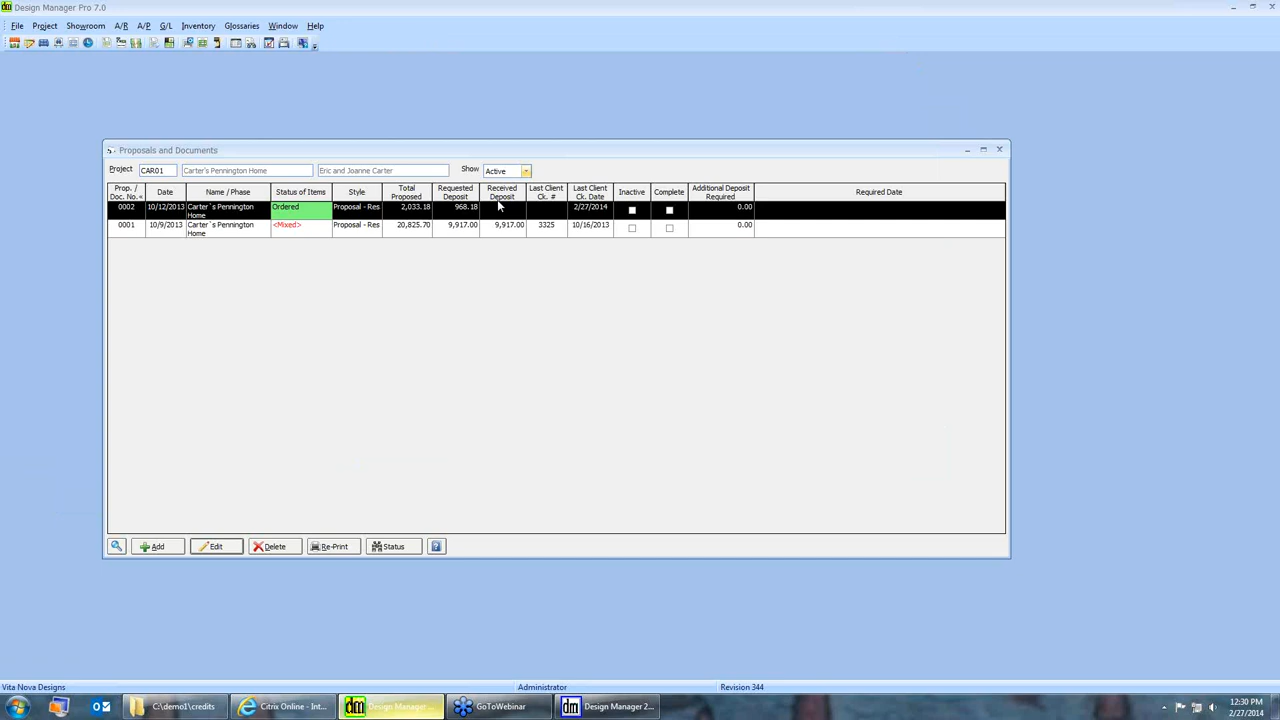 Design Manager Pro 7.0
File Project Showroom A/R A/P G/L Inventory Glossaries Window Help
Proposals and Documents
Project CAR01 Carter's Pennington Home Eric and Joanne Carter Show Active
Prop. / Doc. No.< Date Name / Phase Status of Items Style Total Proposed Requested Deposit Received Deposit Last Client Ck. # Last Client Ck. Date Inactive Complete Additional Deposit Required Required Date
0002 10/12/2013 Carter`s Pennington Home Ordered Proposal - Res 2,033.18 968.18 2/27/2014 0.00
0001 10/9/2013 Carter`s Pennington Home <Mixed> Proposal - Res 20,825.70 9,917.00 9,917.00 3325 10/16/2013 0.00
Add Edit Delete Re-Print Status
Vita Nova Designs Administrator Revision 344
C:\demo1\credits Citrix Online - Int... Design Manager ... GoToWebinar Design Manager 2... 12:30 PM
2/27/2014